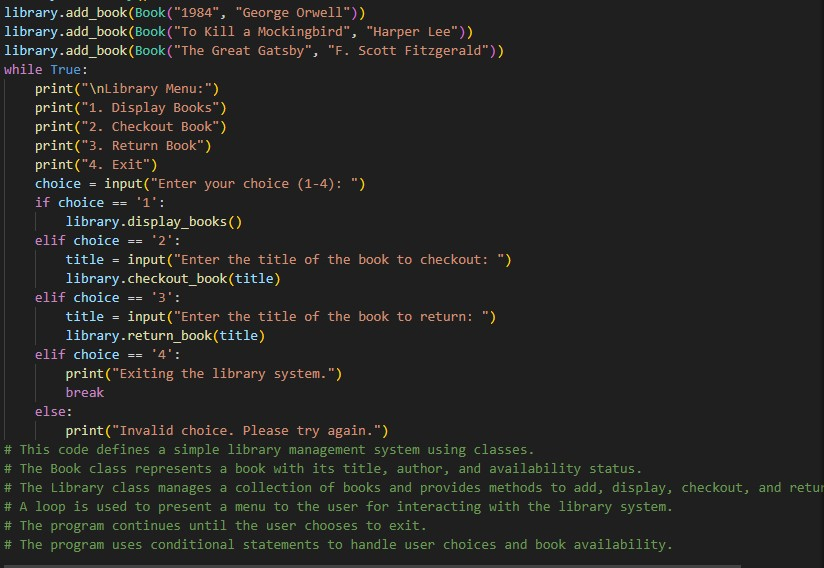 library.add_book(Book("1984", "George Orwell"))
library.add_book(Book("To Kill a Mockingbird", "Harper Lee"))
library.add_book(Book("The Great Gatsby", "F. Scott Fitzgerald"))
while True:
    print("\nLibrary Menu:")
    print("1. Display Books")
    print("2. Checkout Book")
    print("3. Return Book")
    print("4. Exit")
    choice = input("Enter your choice (1-4): ")
    if choice == '1':
        library.display_books()
    elif choice == '2':
        title = input("Enter the title of the book to checkout: ")
        library.checkout_book(title)
    elif choice == '3':
        title = input("Enter the title of the book to return: ")
        library.return_book(title)
    elif choice == '4':
        print("Exiting the library system.")
        break
    else:
        print("Invalid choice. Please try again.")
# This code defines a simple library management system using classes.
# The Book class represents a book with its title, author, and availability status.
# The Library class manages a collection of books and provides methods to add, display, checkout, and
# A loop is used to present a menu to the user for interacting with the library system.
# The program continues until the user chooses to exit.
# The program uses conditional statements to handle user choices and book availability.